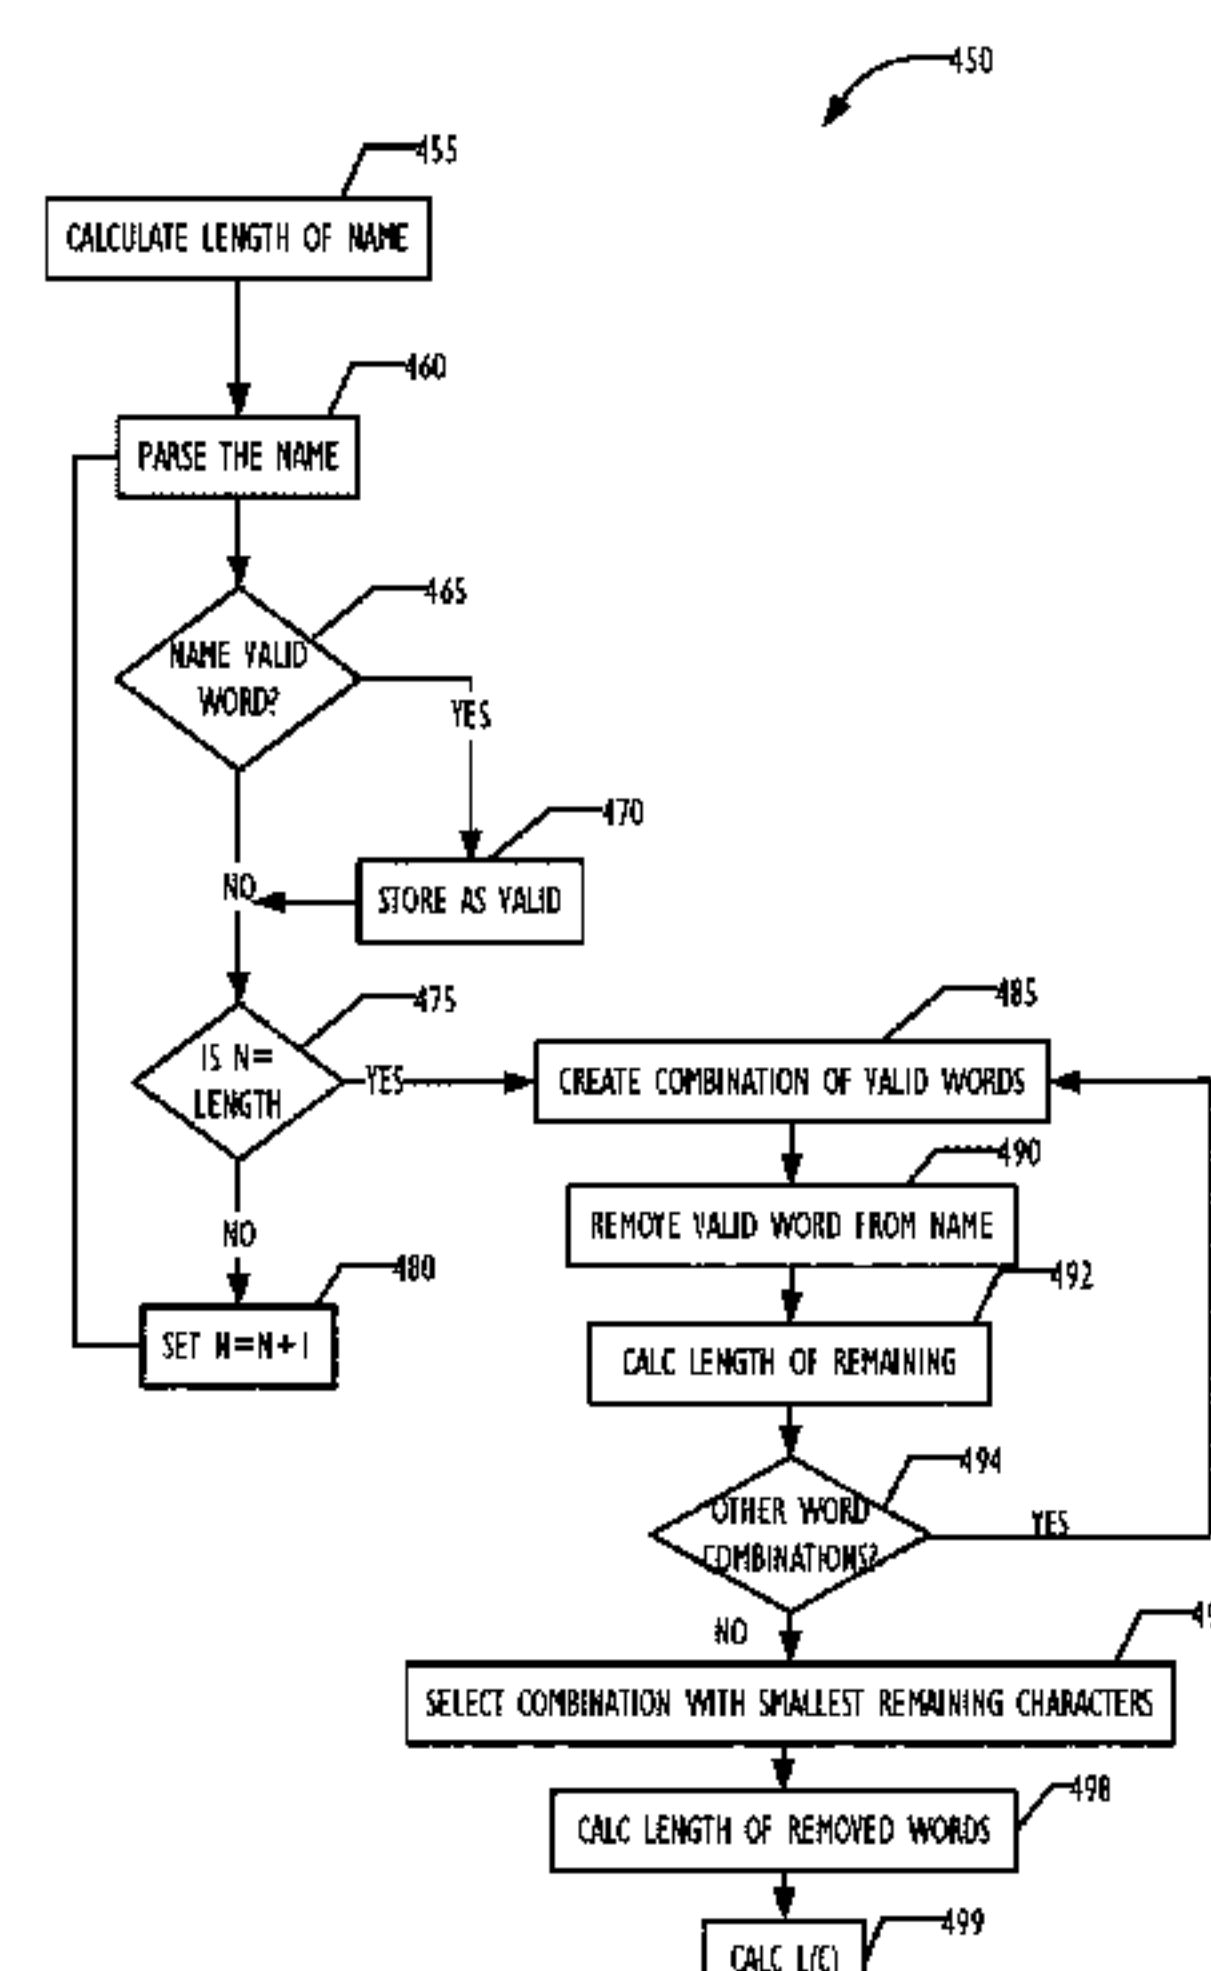 450
455
CALCULATE LENGTH OF NAME
460
PARSE THE NAME
465
NAME VALID
WORD?
YES
470
NO
STORE AS VALID
475
IS N=
LENGTH
YES
485
CREATE COMBINATION OF VALID WORDS
490
REMOVE VALID WORD FROM NAME
NO
480
SET N=N+1
492
CALC LENGTH OF REMAINING
494
OTHER WORD
COMBINATIONS?
YES
NO
SELECT COMBINATION WITH SMALLEST REMAINING CHARACTERS
498
CALC LENGTH OF REMOVED WORDS
499
CALC L(C)